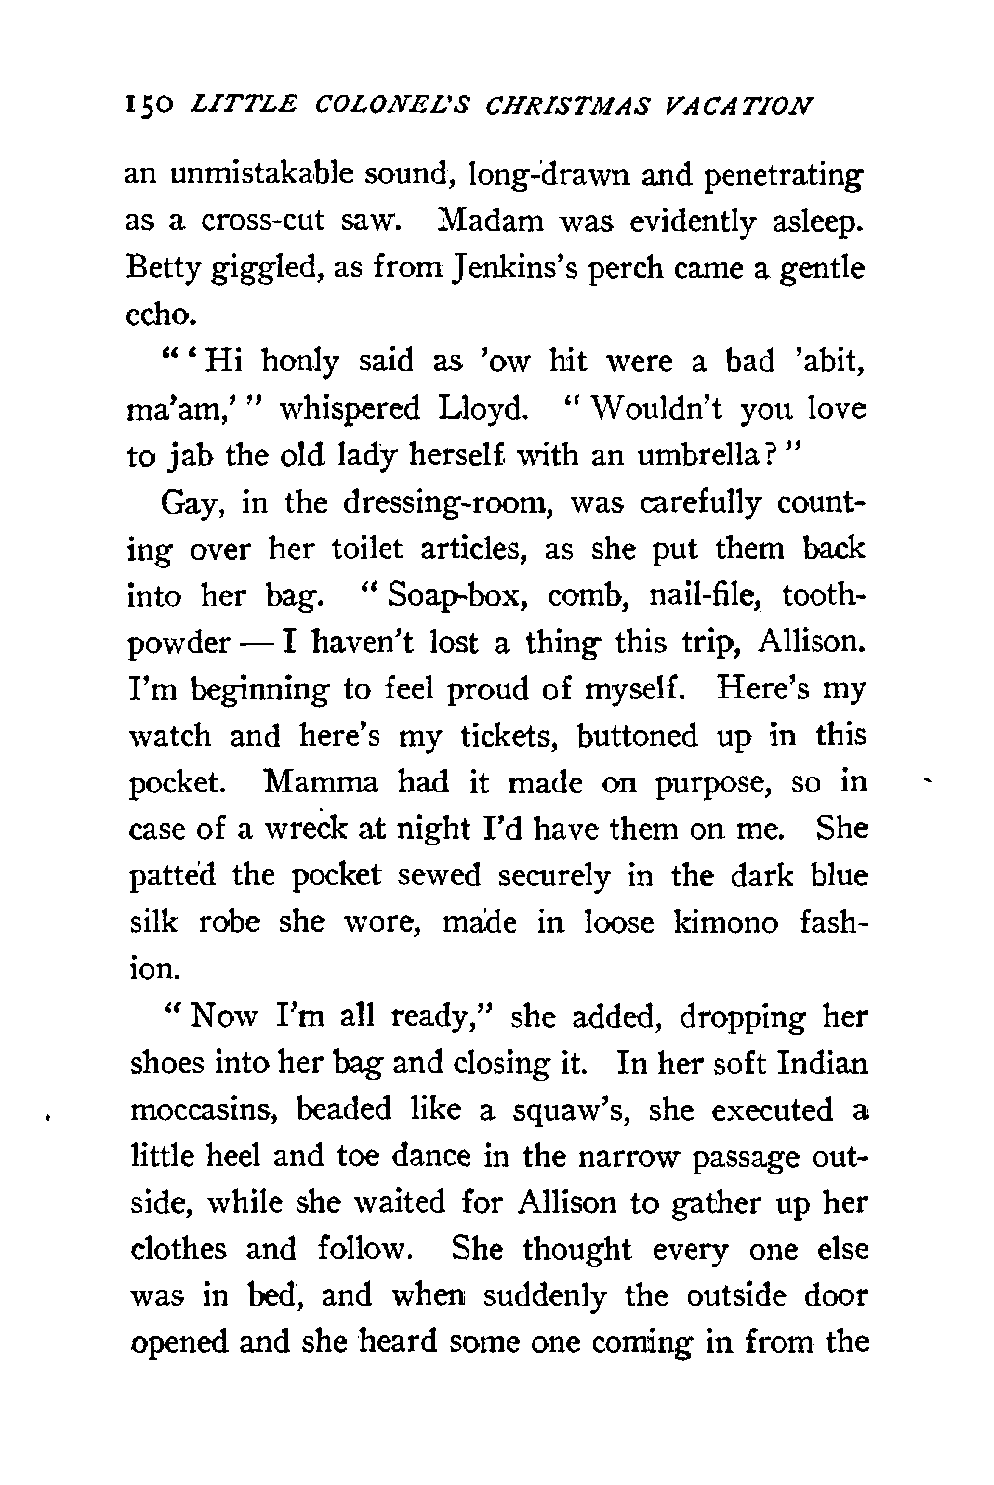 150 LITTLE COLONEL'S CHRISTMAS VACATION
an unmistakable sound, long-drawn and penetrating
as a cross-cut saw. Madam was evidently asleep.
Betty giggled, as from Jenkins's perch came a gentle
echo.
"'Hi honly said as 'ow hit were a bad 'abit,
ma'am,'" whispered Lloyd. "Wouldn't you love
to jab the old lady herself with an umbrella?"
Gay, in the dressing-room, was carefully count-
ing over her toilet articles, as she put them back
into her bag. "Soap-box, comb, nail-file, tooth-
powder — I haven't lost a thing this trip, Allison.
I'm beginning to feel proud of myself. Here's my
watch and here's my tickets, buttoned up in this
pocket. Mamma had it made on purpose, so in
case of a wreck at night I'd have them on me. She
patted the pocket sewed securely in the dark blue
silk robe she wore, made in loose kimono fash-
ion.
"Now I'm all ready," she added, dropping her
shoes into her bag and closing it. In her soft Indian
moccasins, beaded like a squaw's, she executed a
little heel and toe dance in the narrow passage out-
side, while she waited for Allison to gather up her
clothes and follow. She thought every one else
was in bed, and when suddenly the outside door
opened and she heard some one coming in from the